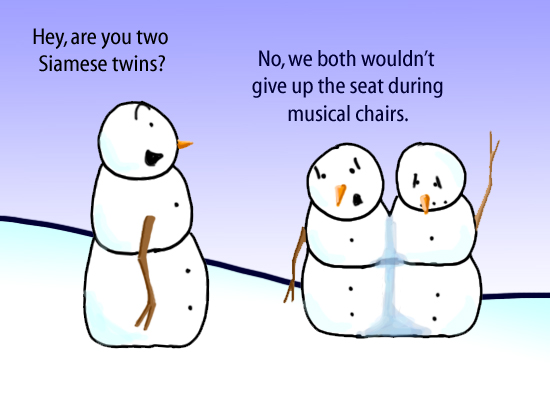 Hey, are you two
Siamese twins?
No, we both wouldn't
give up the seat during
musical chairs.